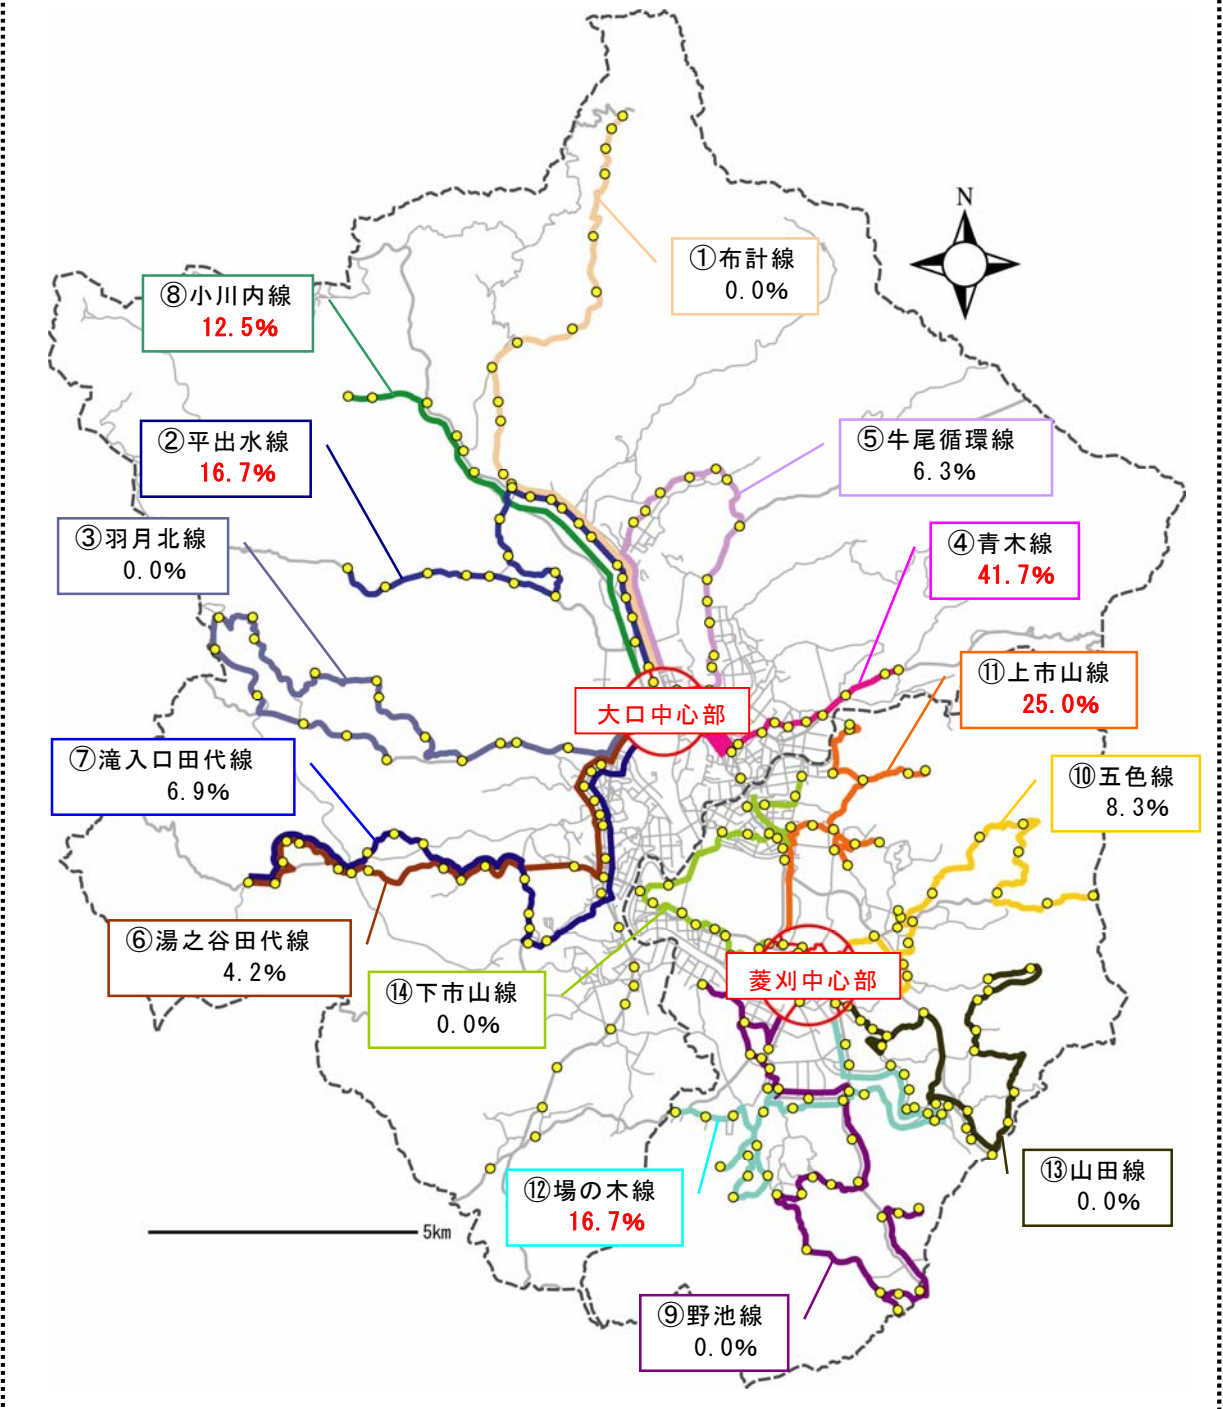 N
①布計線
0.0%
⑧小川内線
12.5%
②平出水線
16.7%
⑤牛尾循環線
6.3%
③羽月北線
0.0%
④青木線
41.7%
⑪上市山線
25.0%
大口中心部
⑦滝入口田代線
6.9%
⑩五色線
8.3%
⑥湯之谷田代線
4.2%
菱刈中心部
⑭下市山線
0.0%
⑬山田線
0.0%
⑫場の木線
16.7%
5km
⑨野池線
0.0%